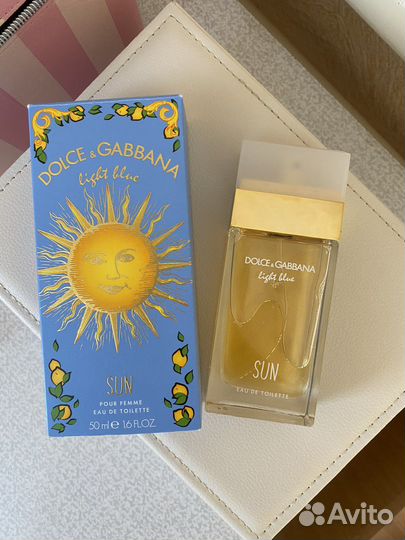 DOLCE & GABBANA
light blue
SUN
POUR FEMME
EAU DE TOILETTE
50 ml e 1.6 FL.OZ.
DOLCE & GABBANA
light blue
SUN
EAU DE TOILETTE
Avito